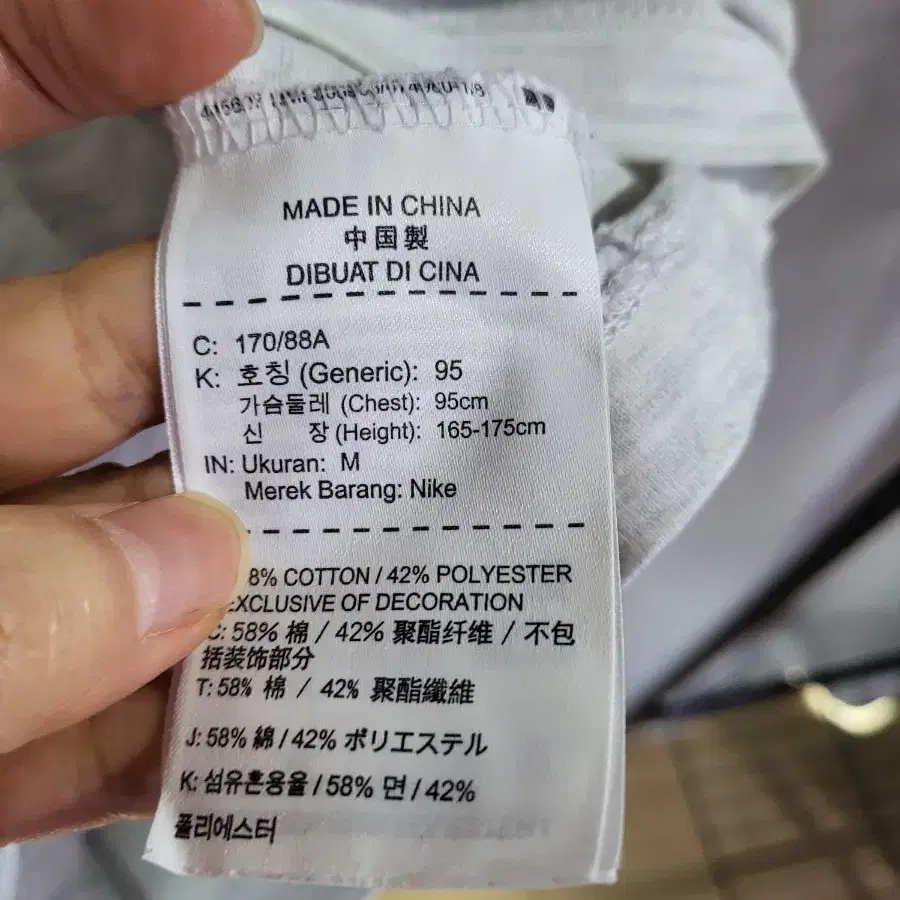 MADE IN CHINA
中国製
DIBUAT DI CINA
C: 170/88A
K: 호칭 (Generic): 95
가슴둘레 (Chest): 95cm
신 장 (Height): 165-175cm
IN: Ukuran: M
Merek Barang: Nike
8% COTTON / 42% POLYESTER
EXCLUSIVE OF DECORATION
C: 58% 棉 / 42% 聚酯纤维 / 不包
括装饰部分
T: 58% 棉 / 42% 聚酯纖維
J: 58% 綿 / 42% ポリエステル
K: 섬유혼용율 / 58% 면 / 42%
폴리에스터